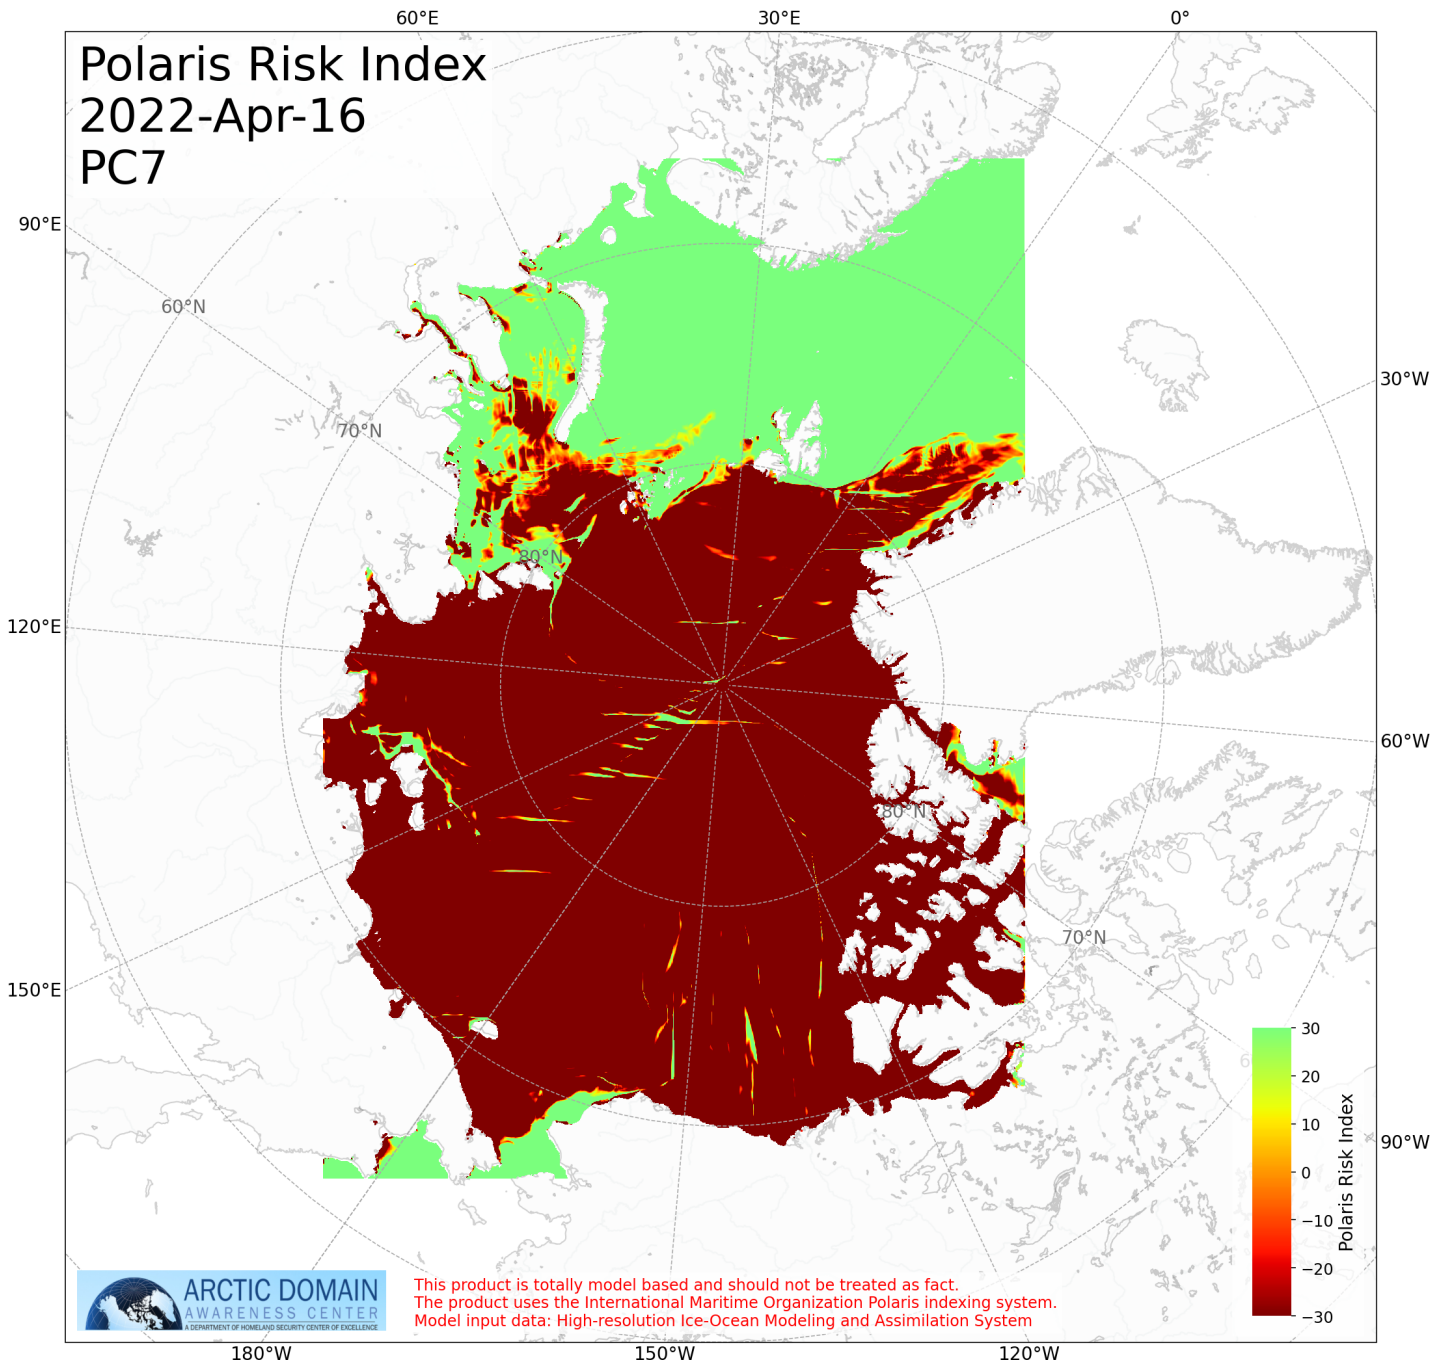 60°E
30°E
0°
Polaris Risk Index
2022-Apr-16
PC7
90°E
60°N
30°W
70°N
80°N
120°E
60°W
80°N
70°N
150°E
30
20
10
0
−10
−20
−30
Polaris Risk Index
90°W
ARCTIC DOMAIN
AWARENESS CENTER
A DEPARTMENT OF HOMELAND SECURITY CENTER OF EXCELLENCE
This product is totally model based and should not be treated as fact.
The product uses the International Maritime Organization Polaris indexing system.
Model input data: High-resolution Ice-Ocean Modeling and Assimilation System
180°W
150°W
120°W